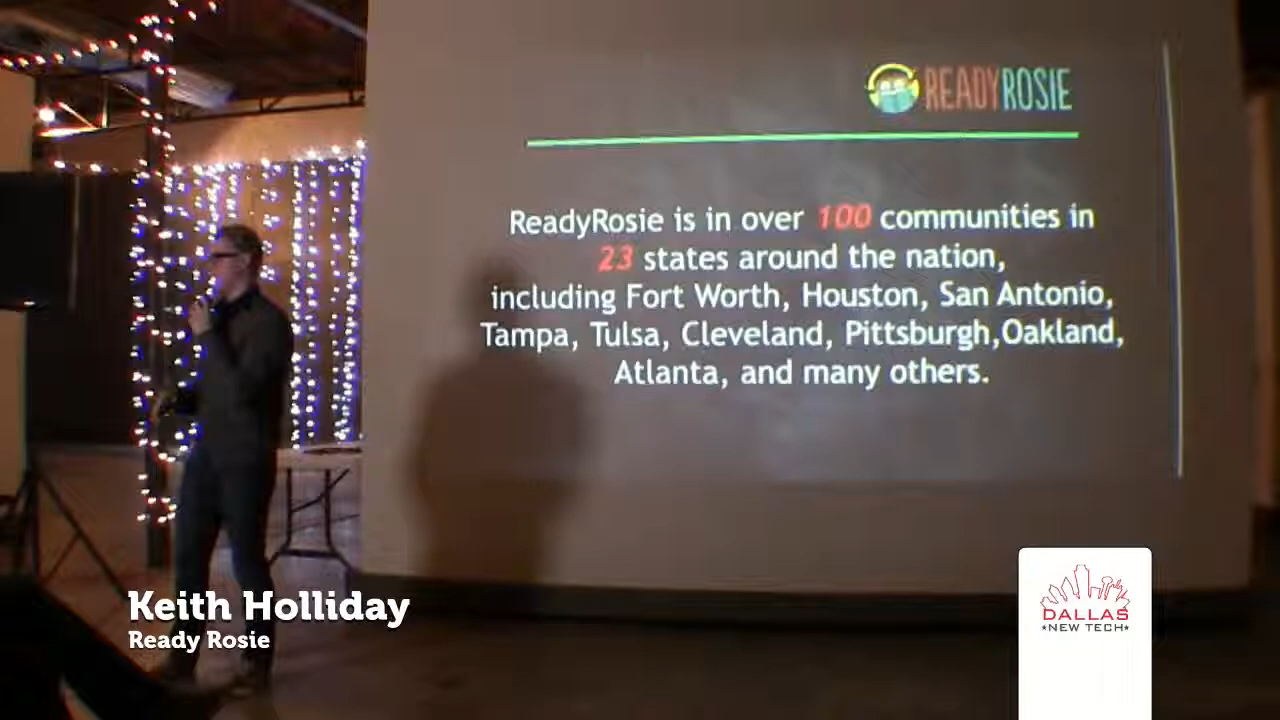 READYROSIE
ReadyRosie is in over 100 communities in
23 states around the nation,
including Fort Worth, Houston, San Antonio,
Tampa, Tulsa, Cleveland, Pittsburgh,Oakland,
Atlanta, and many others.
Keith Holliday
Ready Rosie
DALLAS
★NEW TECH★